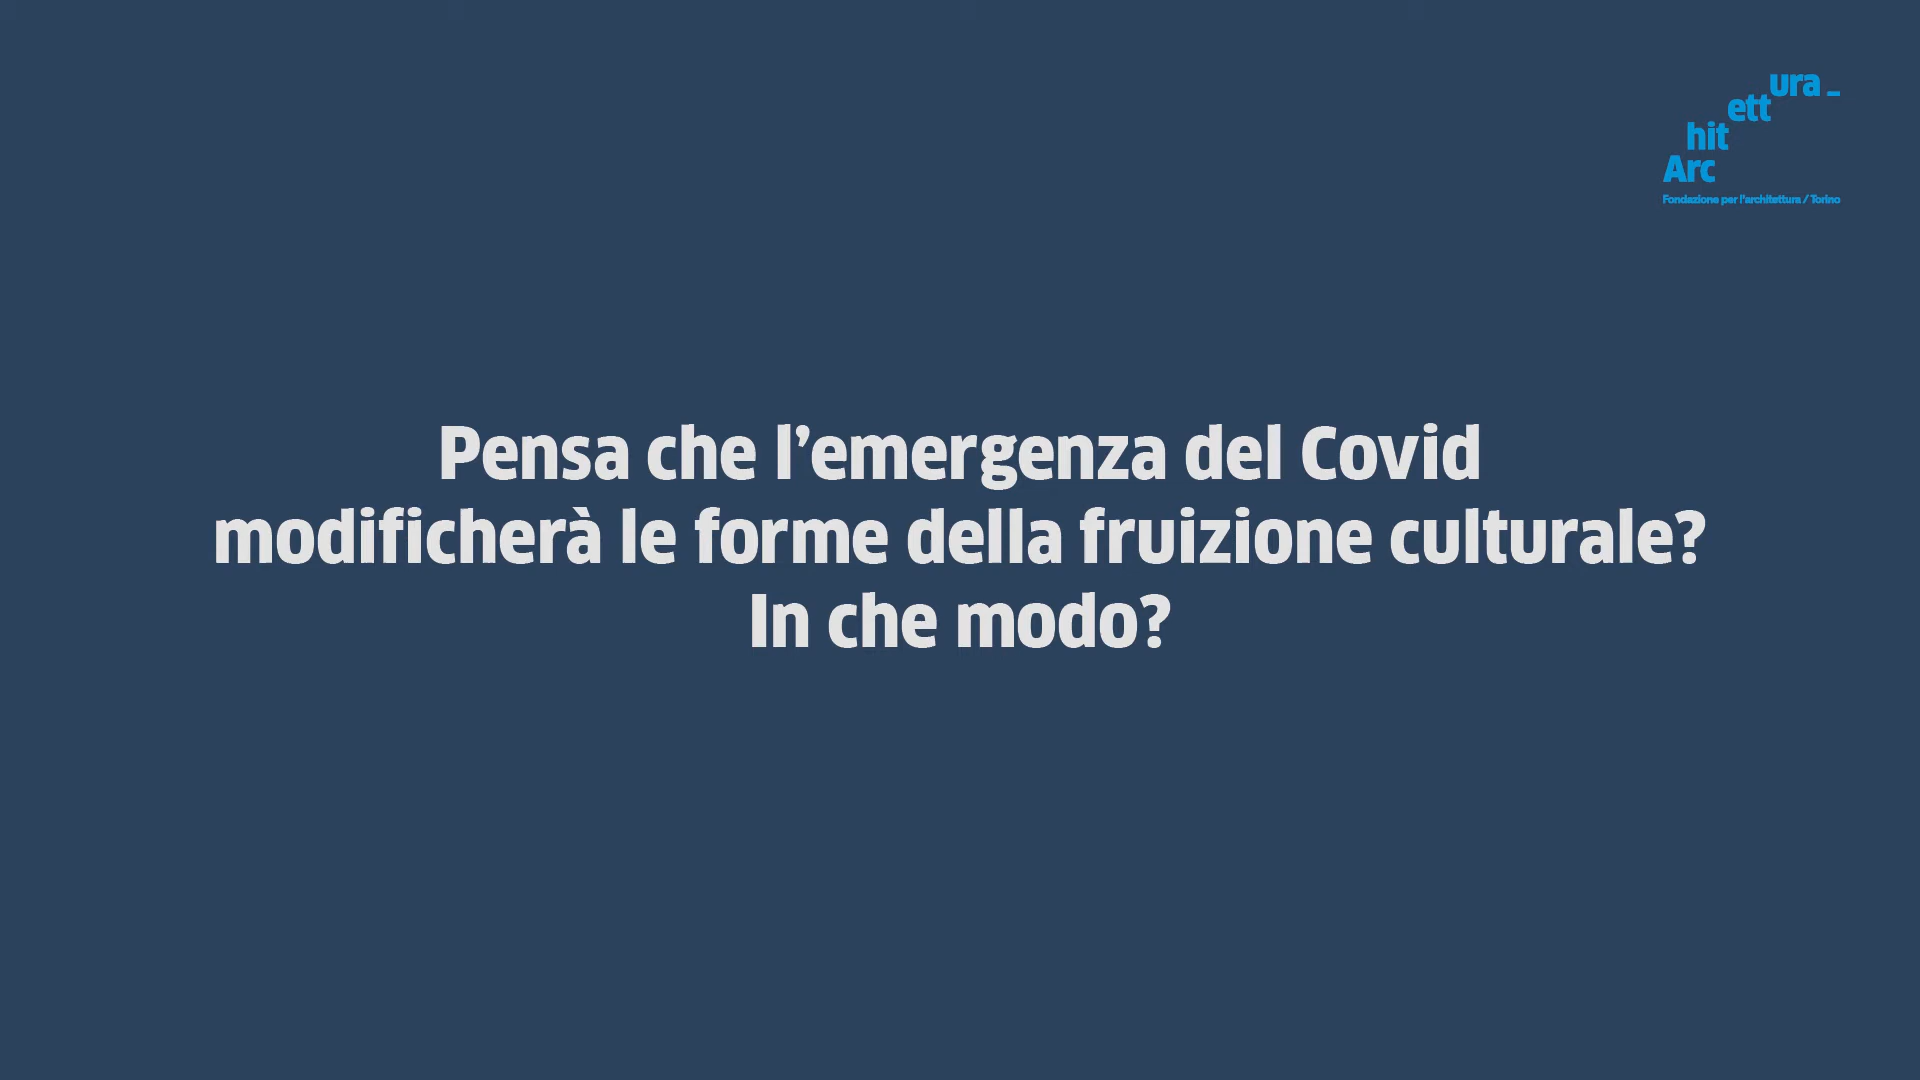 ura_
ett
hit
Arc
Fondazione per l'architettura / Torino
Pensa che l’emergenza del Covid
modificherà le forme della fruizione culturale?
In che modo?